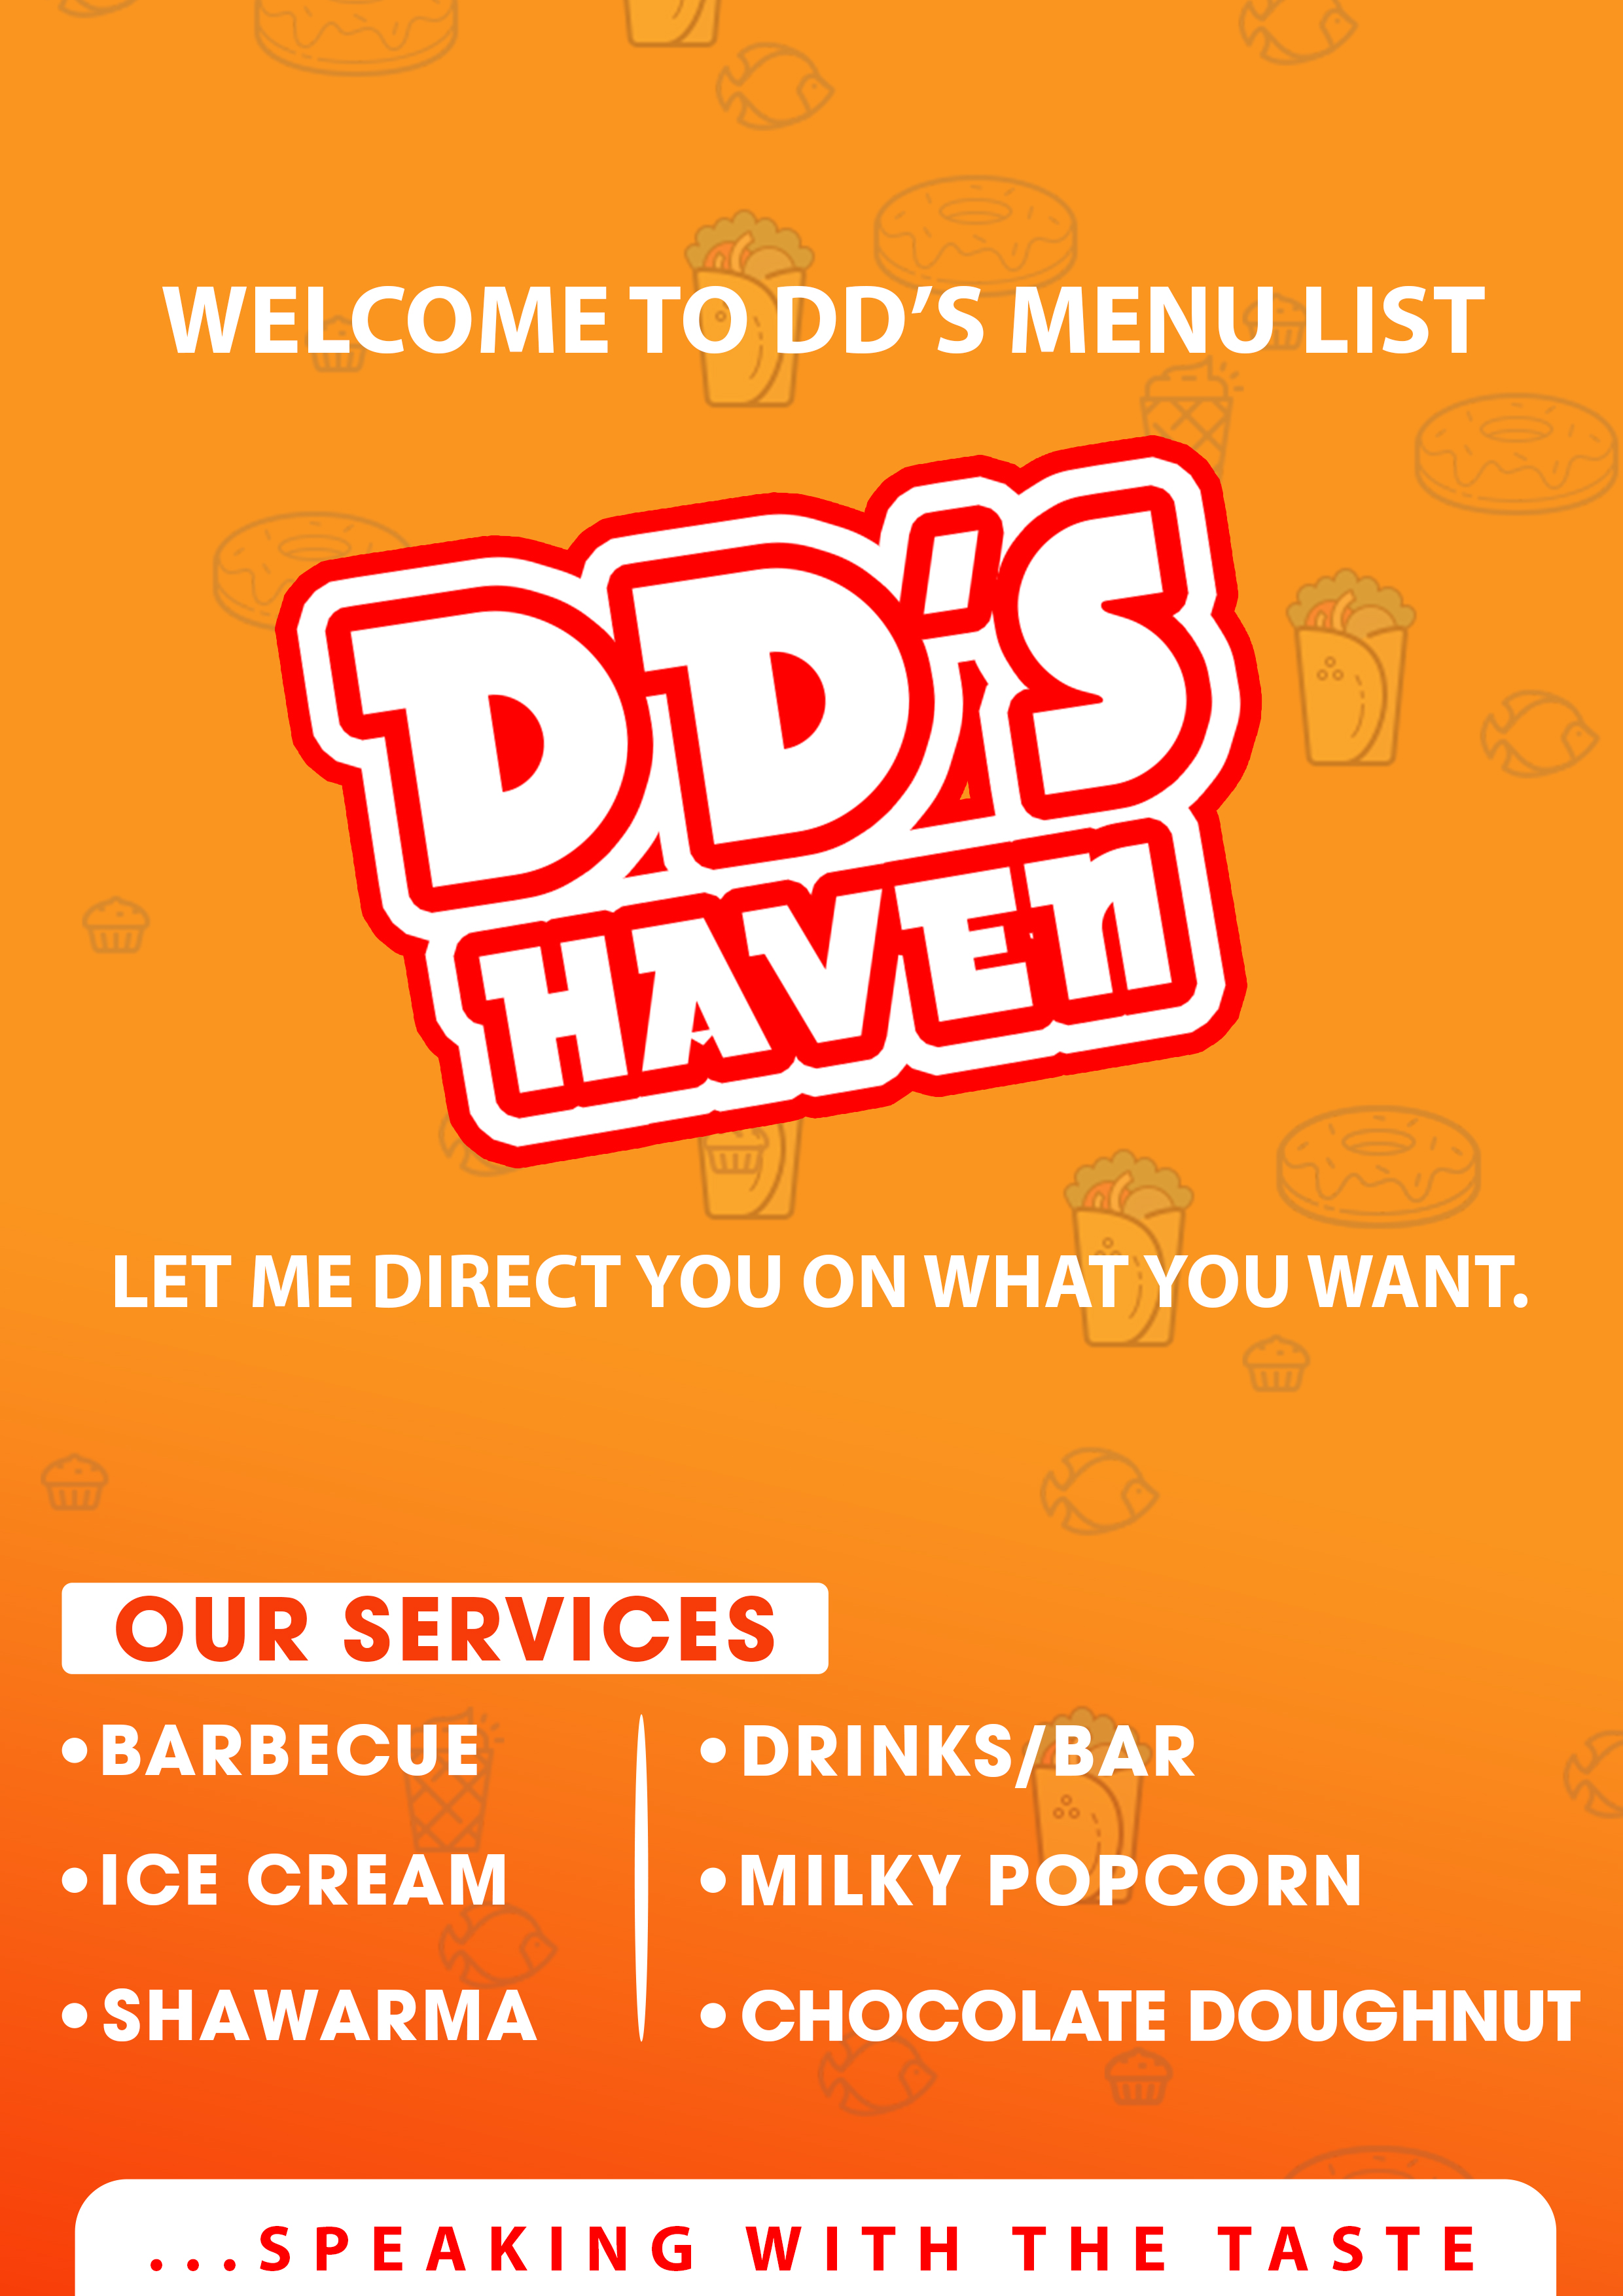 WELCOME TO DD’S MENU LIST
DD'S
HAVEN
LET ME DIRECT YOU ON WHAT YOU WANT.
OUR SERVICES
•BARBECUE
•ICE CREAM
•SHAWARMA
•DRINKS/BAR
•MILKY POPCORN
•CHOCOLATE DOUGHNUT
...SPEAKING WITH THE TASTE